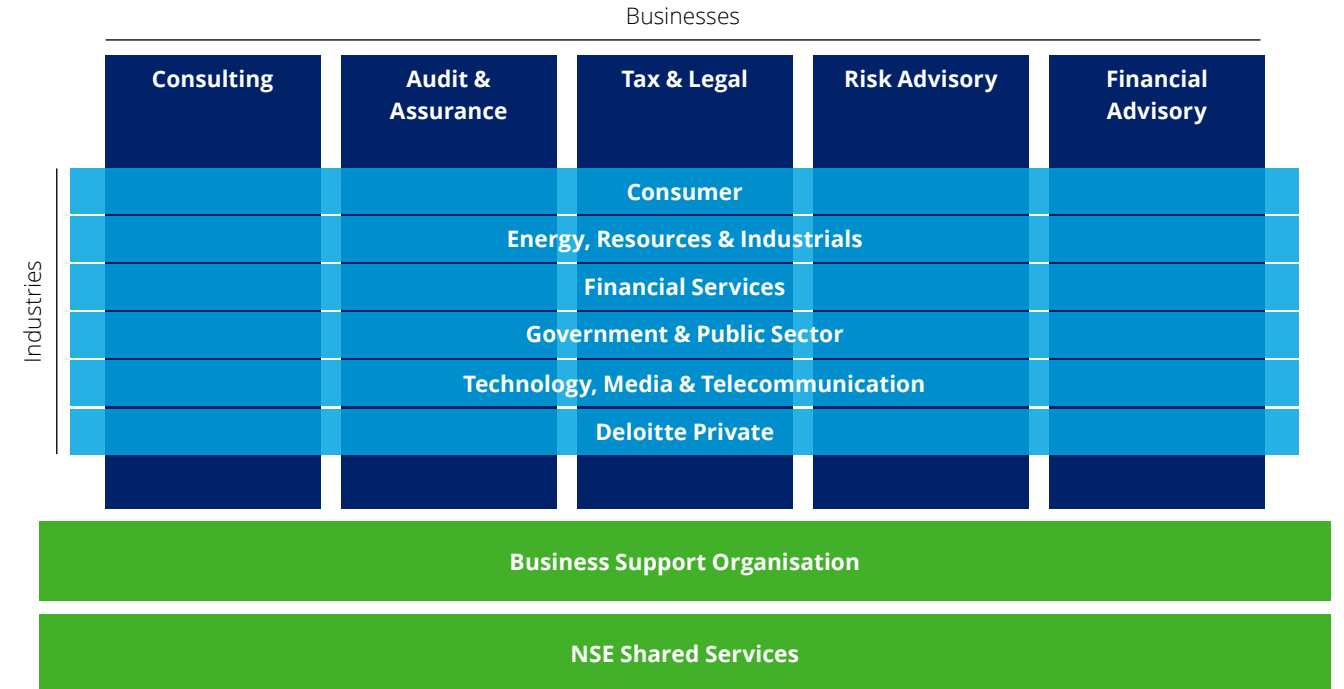 Businesses
Consulting
Audit &
Assurance
Tax & Legal
Risk Advisory
Financial
Advisory
Industries
Consumer
Energy, Resources & Industrials
Financial Services
Government & Public Sector
Technology, Media & Telecommunication
Deloitte Private
Business Support Organisation
NSE Shared Services